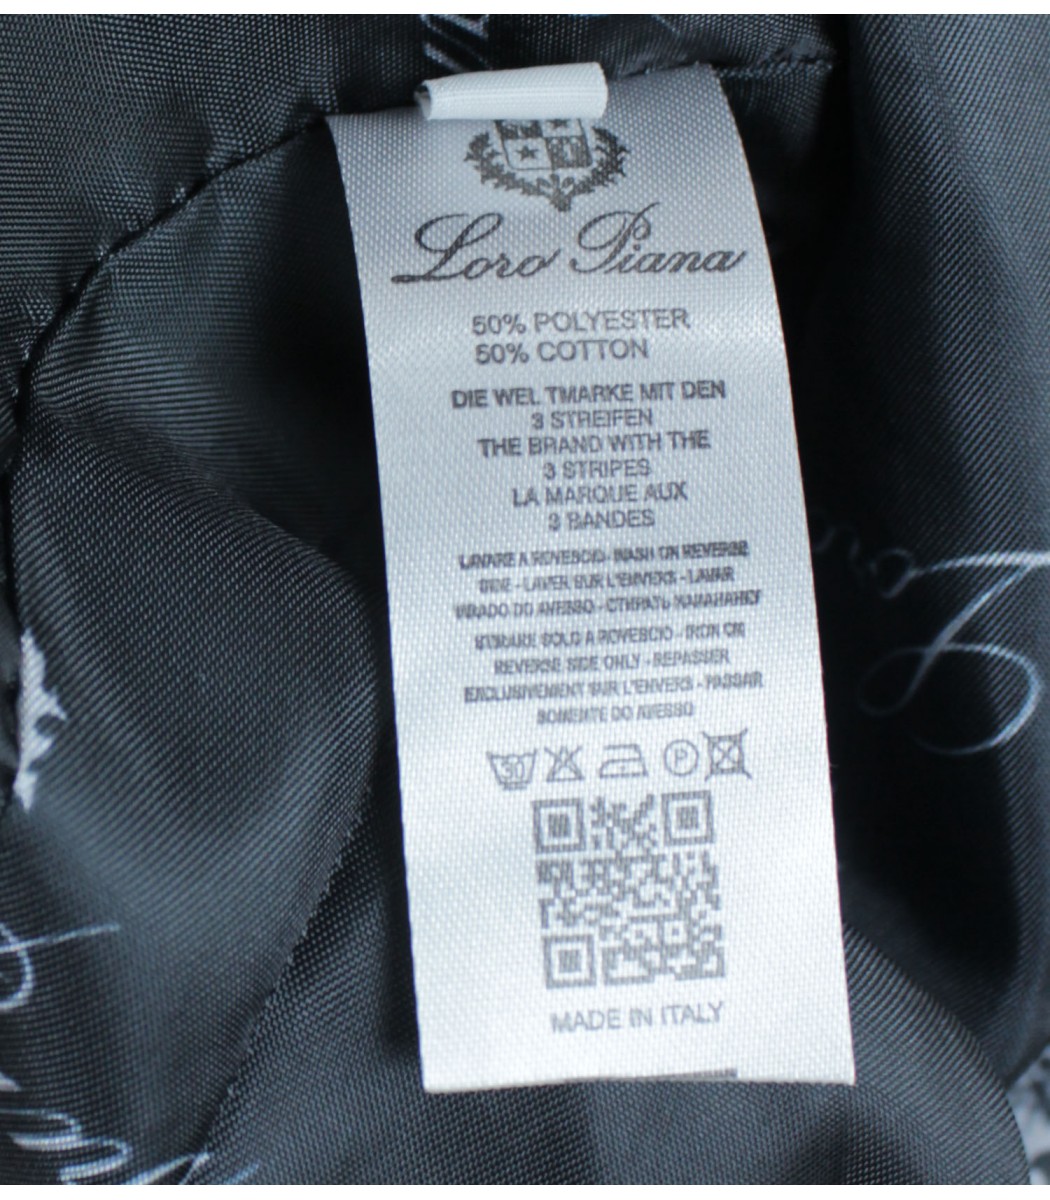 Loro Piana
50% POLYESTER
50% COTTON
DIE WEL TMARKE MIT DEN
3 STREIFEN
THE BRAND WITH THE
3 STRIPES
LA MARQUE AUX
3 BANDES
LAVARE A ROVESCIO- WASH ON REVERSE
SIDE - LAVER SUR L'ENVERS - LAVAR
VIRADO DO AVESSO - СТИРАТЬ
SOLO A ROVESCIO - IRON ON
REVERSE SIDE ONLY - REPASSER
EXCLUSIVEMENT SUR L'ENVERS - PASSAR
SOMENTE DO AVESSO
30
P
MADE IN ITALY